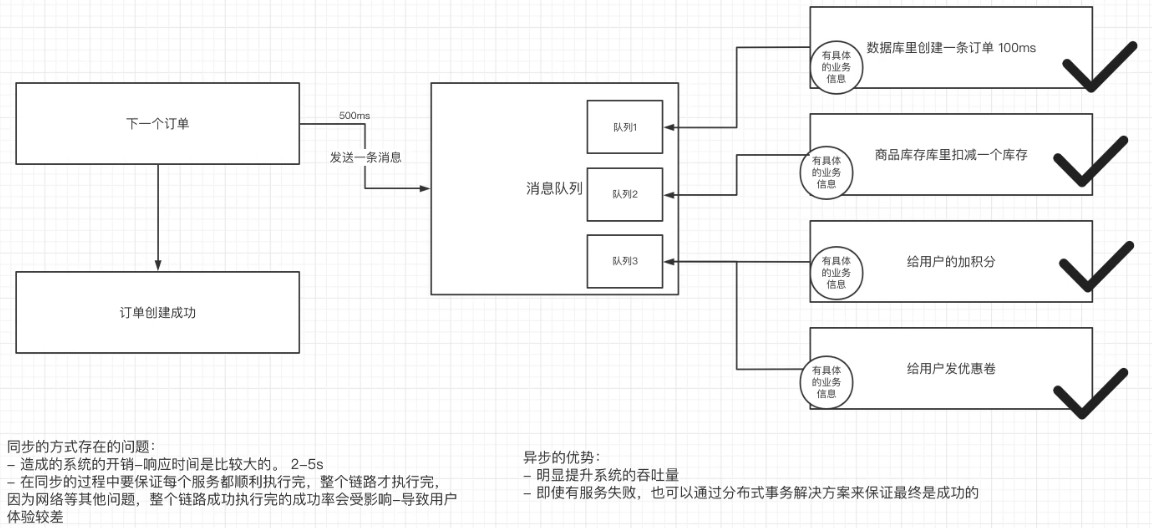 下一个订单
500ms
发送一条消息
订单创建成功
消息队列
队列1
队列2
队列3
数据库里创建一条订单 100ms
有具体
的业务
信息
商品库存库里扣减一个库存
有具体
的业务
信息
给用户的加积分
有具体
的业务
信息
给用户发优惠卷
有具体
的业务
信息
同步的方式存在的问题：
- 造成的系统的开销-响应时间是比较大的。 2-5s
- 在同步的过程中要保证每个服务都顺利执行完，整个链路才执行完，
因为网络等其他问题，整个链路成功执行完的成功率会受影响-导致用户
体验较差
异步的优势：
- 明显提升系统的吞吐量
- 即使有服务失败，也可以通过分布式事务解决方案来保证最终是成功的